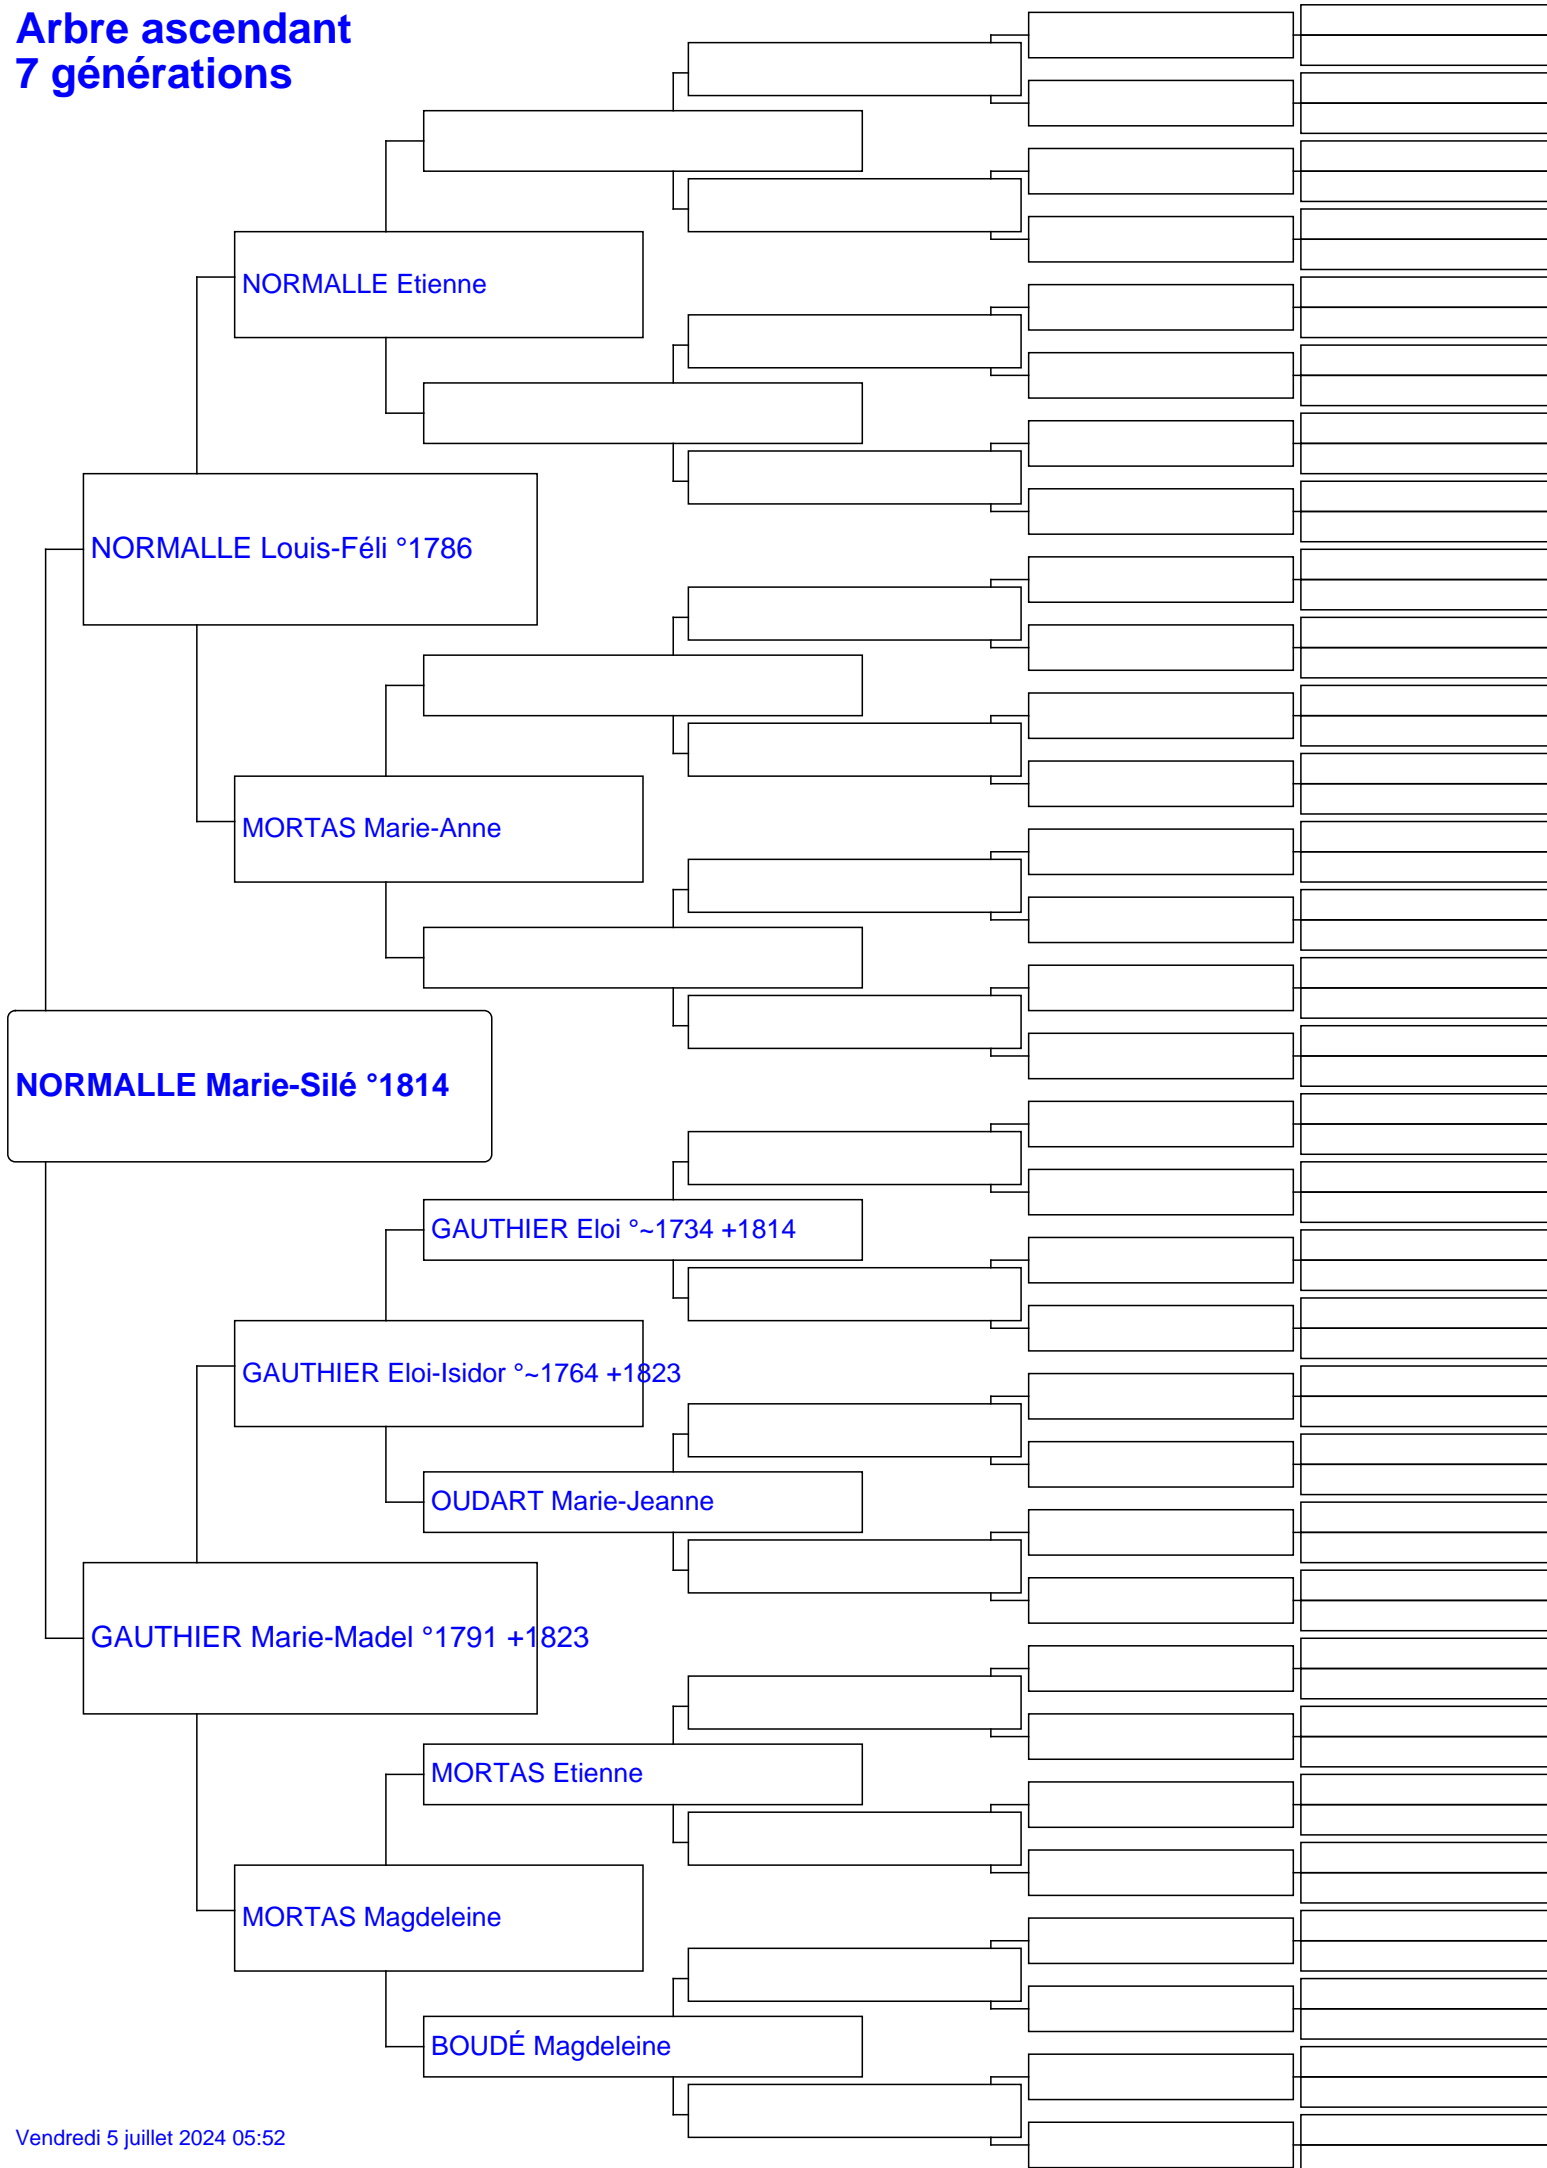 Arbre ascendant
7 générations
NORMALLE Etienne
NORMALLE Louis-Féli °1786
MORTAS Marie-Anne
NORMALLE Marie-Silé °1814
GAUTHIER Eloi °~1734 +1814
GAUTHIER Eloi-Isidor °~1764 +1823
OUDART Marie-Jeanne
GAUTHIER Marie-Madel °1791 +1823
MORTAS Etienne
MORTAS Magdeleine
BOUDÉ Magdeleine
Vendredi 5 juillet 2024 05:52